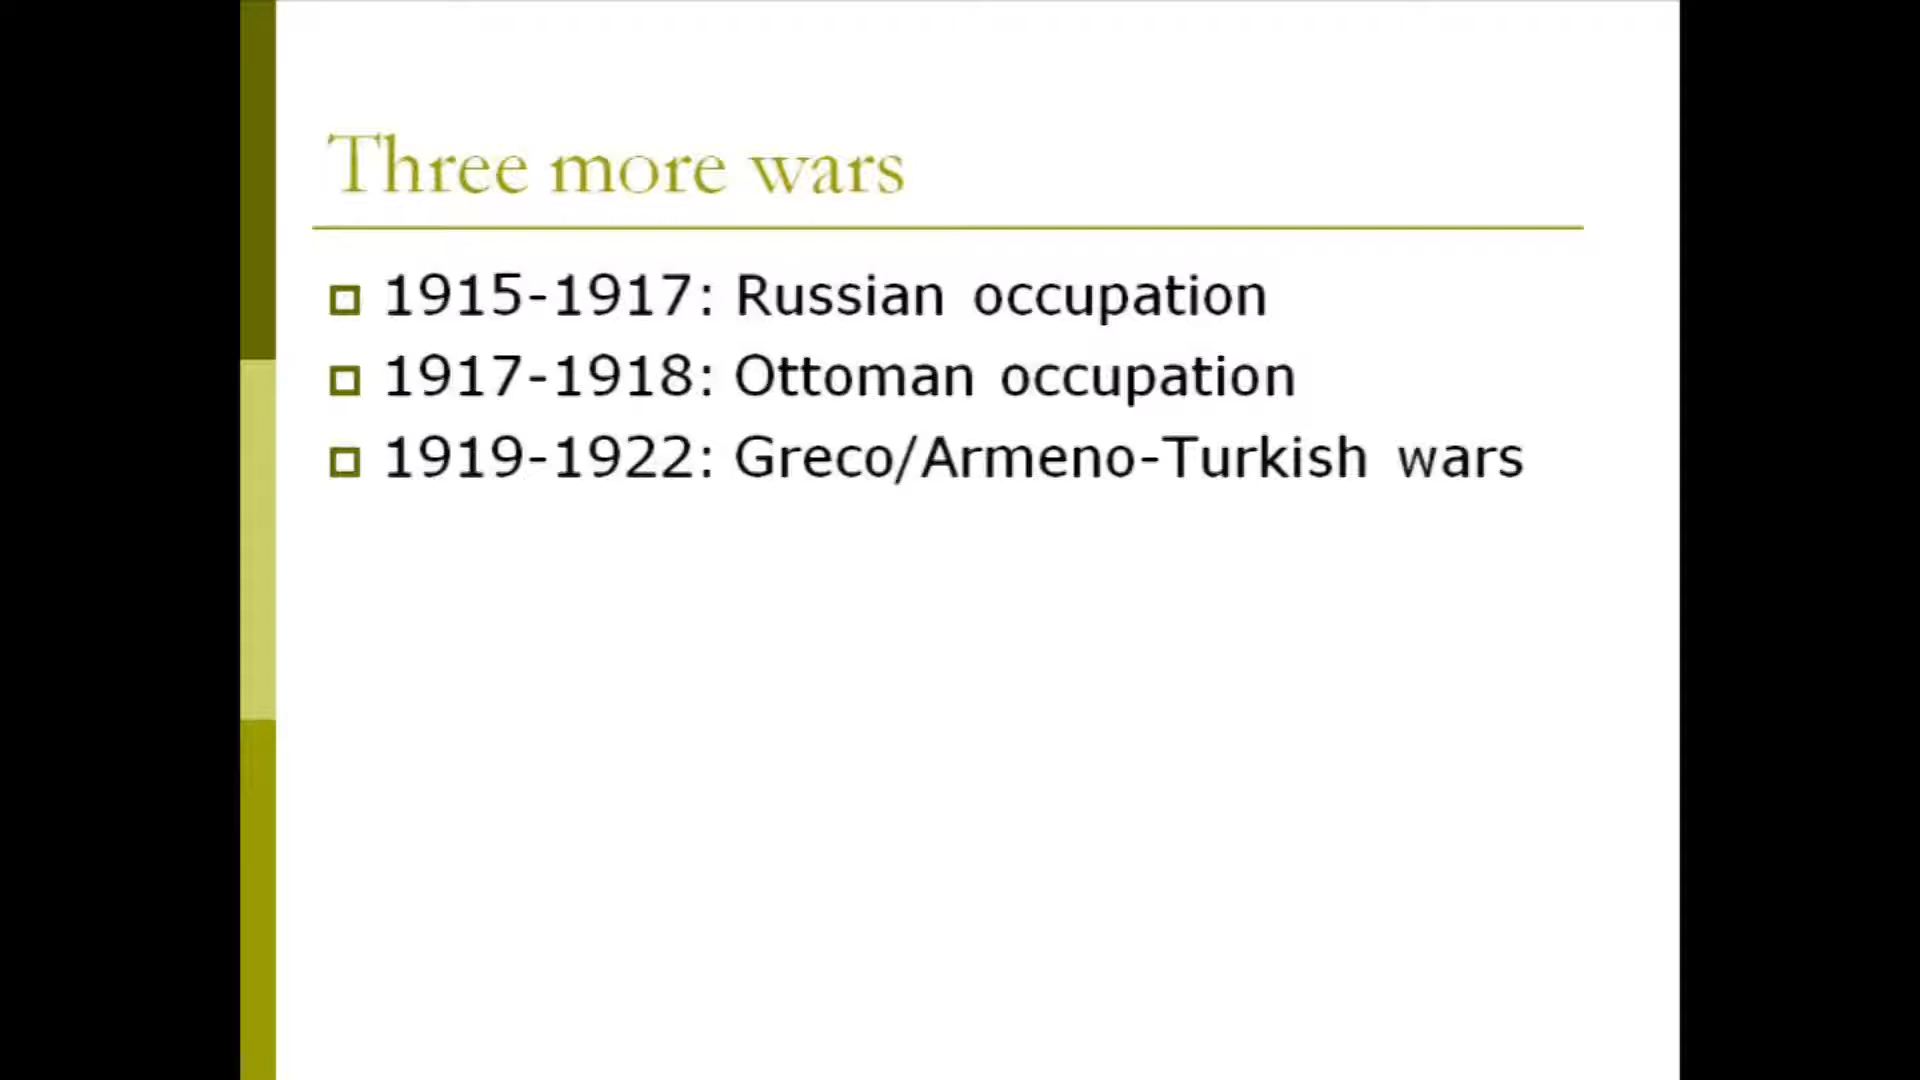 Three more wars
1915-1917: Russian occupation
1917-1918: Ottoman occupation
1919-1922: Greco/Armeno-Turkish wars